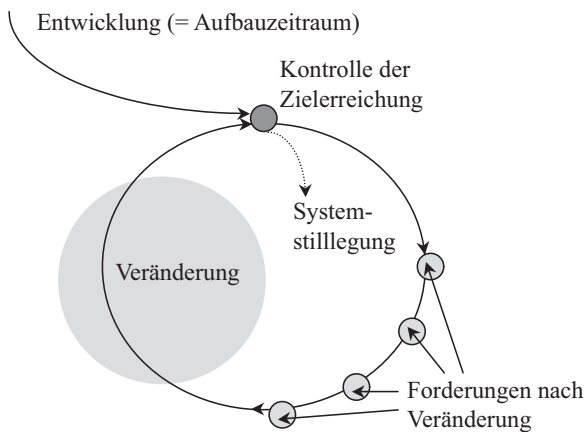 Entwicklung (= Aufbauzeitraum)
Kontrolle der
Zielerreichung
System-
stilllegung
Veränderung
Forderungen nach
Veränderung